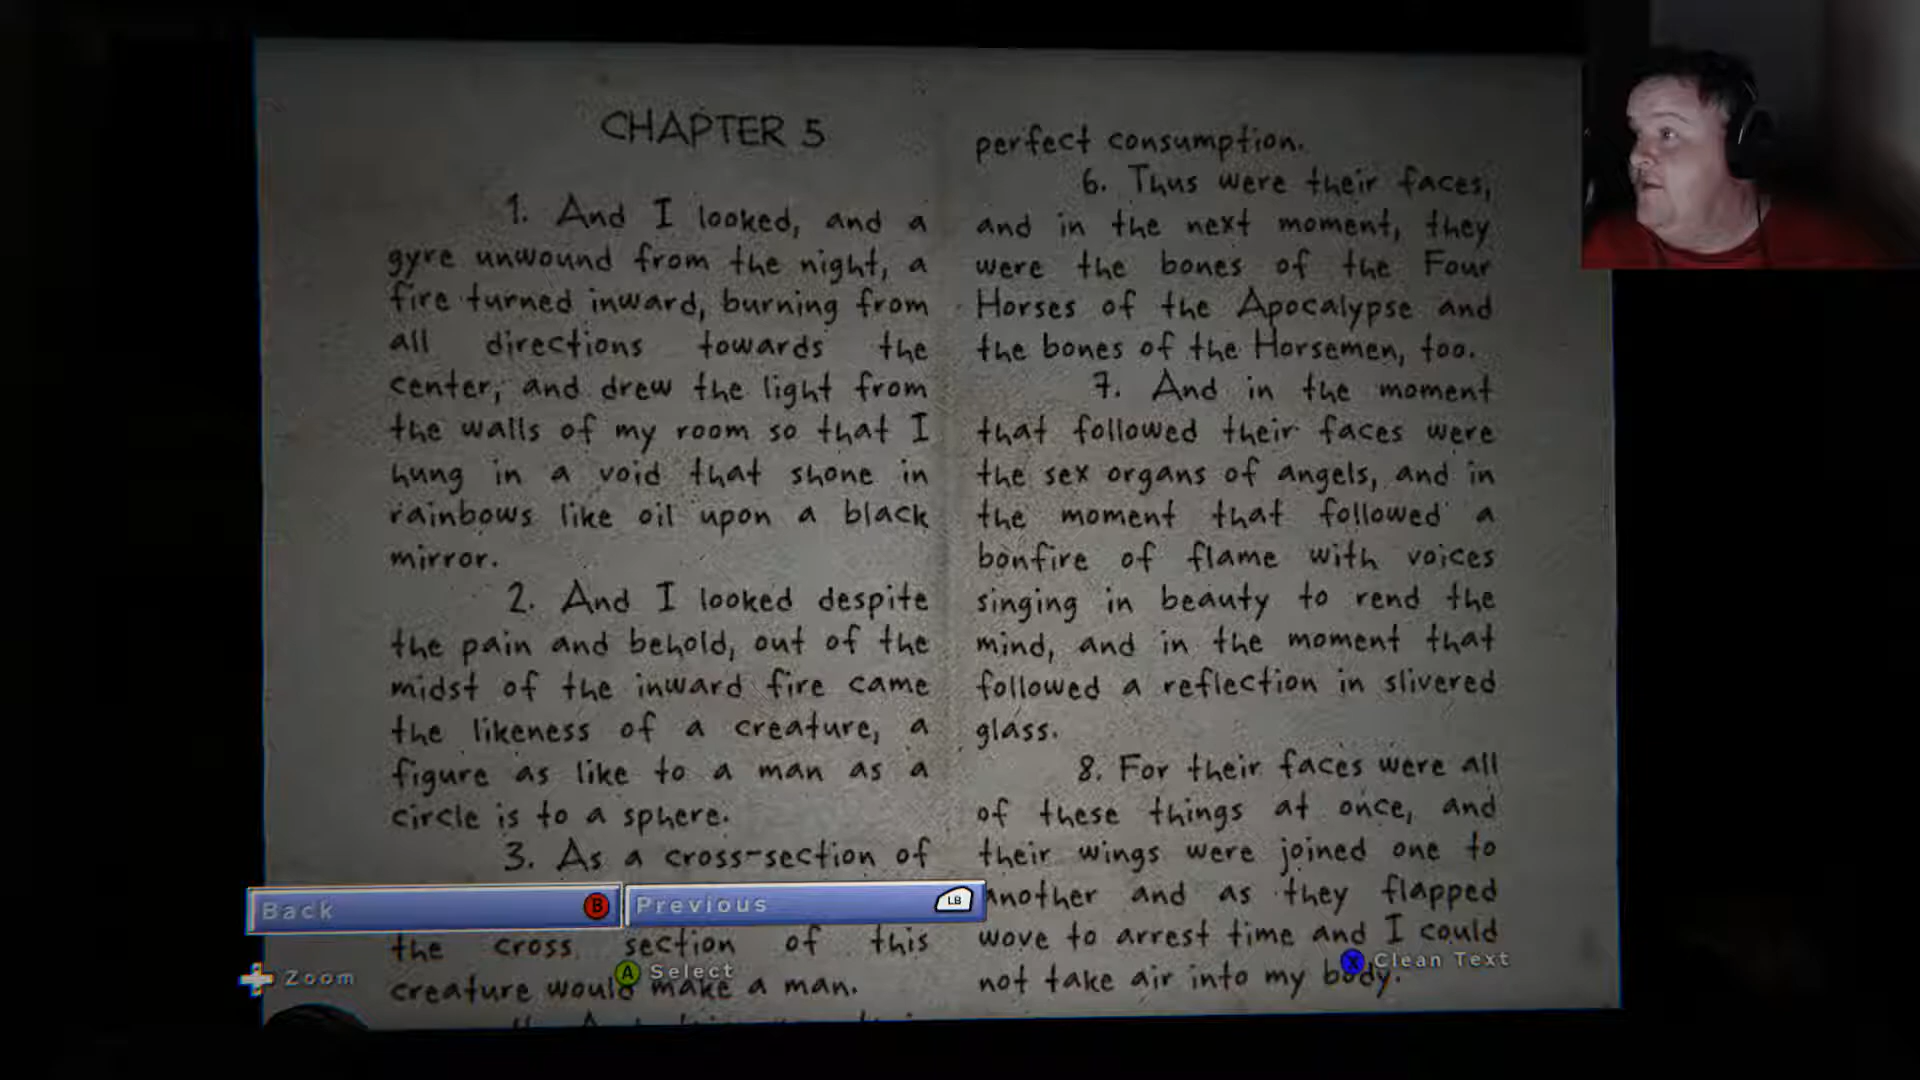 CHAPTER 5
1. And I looked, and a
gyre unwound from the night, a
fire turned inward, burning from
all directions towards the
center, and drew the light from
the walls of my room so that I
hung in a void that shone in
rainbows like oil upon a black
mirror.
2. And I looked despite
the pain and behold, out of the
midst of the inward fire came
the likeness of a creature, a
figure as like to a man as a
circle is to a sphere.
3. As a cross-section of
the cross section of this
creature would make a man.
perfect consumption.
6. Thus were their faces,
and in the next moment, they
were the bones of the Four
Horses of the Apocalypse and
the bones of the Horsemen, too.
7. And in the moment
that followed their faces were
the sex organs of angels, and in
the moment that followed a
bonfire of flame with voices
singing in beauty to rend the
mind, and in the moment that
followed a reflection in slivered
glass.
8. For their faces were all
of these things at once, and
their wings were joined one to
another and as they flapped
wove to arrest time and I could
not take air into my body.
Back B
Previous LB
Zoom
A Select
X Clean Text